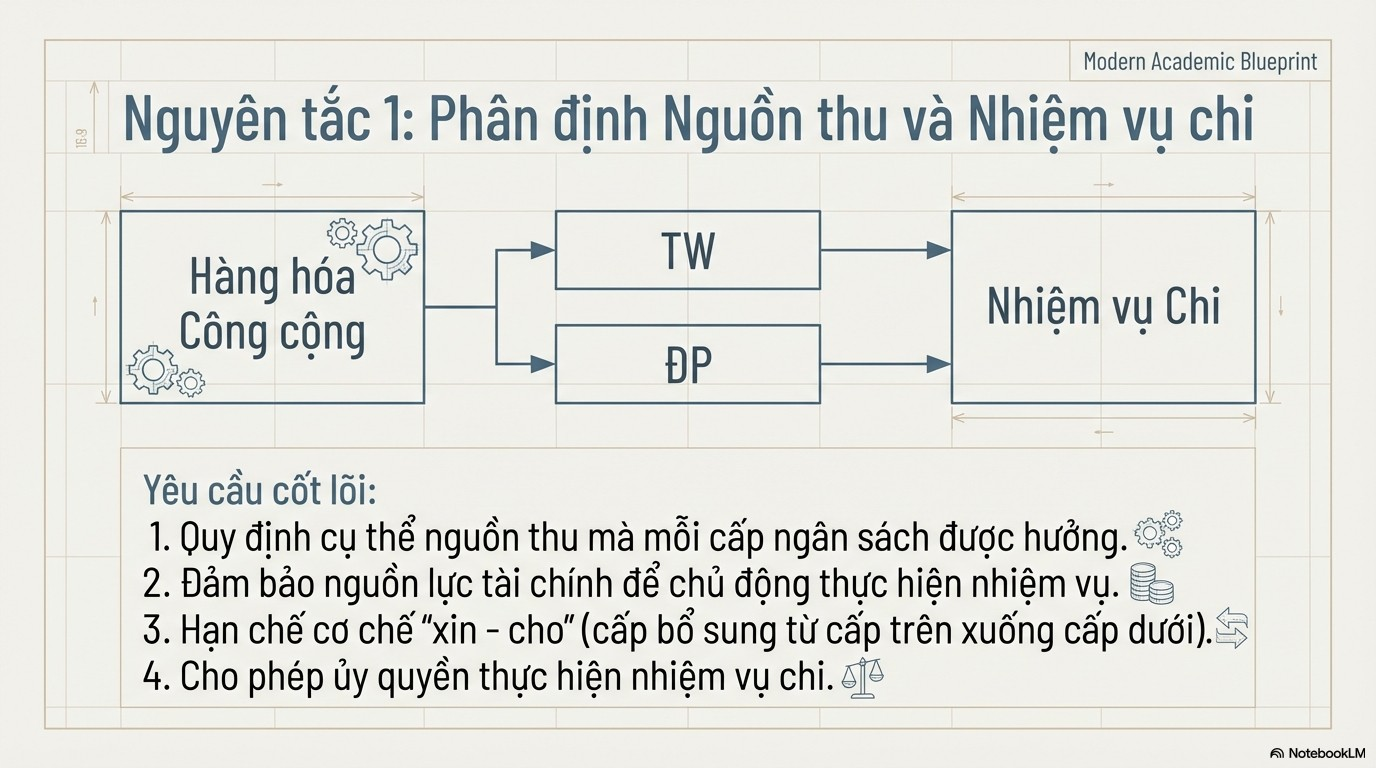 Modern Academic Blueprint
Nguyên tắc 1: Phân định Nguồn thu và Nhiệm vụ chi
16.9
Hàng hóa
Công cộng
TW
ĐP
Nhiệm vụ Chi
Yêu cầu cốt lõi:
1. Quy định cụ thể nguồn thu mà mỗi cấp ngân sách được hưởng.
2. Đảm bảo nguồn lực tài chính để chủ động thực hiện nhiệm vụ.
3. Hạn chế cơ chế “xin - cho” (cấp bổ sung từ cấp trên xuống cấp dưới).
4. Cho phép ủy quyền thực hiện nhiệm vụ chi.
NotebookLM